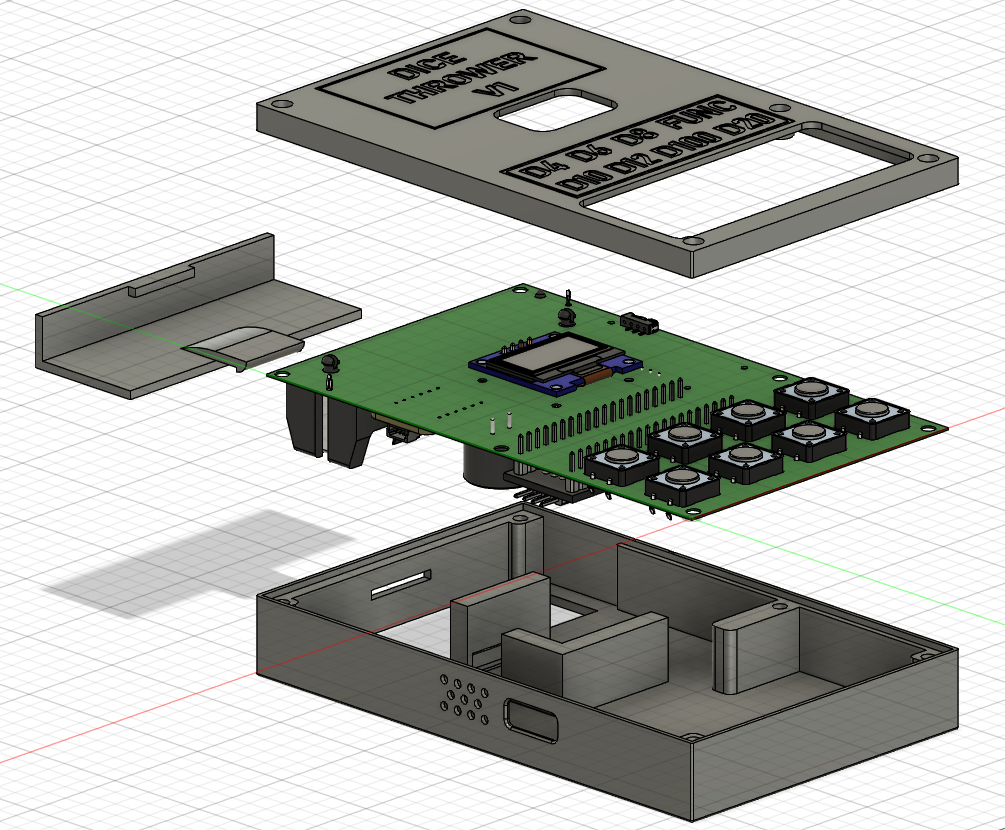 DICE
THROWER
V1
D4 D6 D8 FUNC
D10 D12 D100 D20